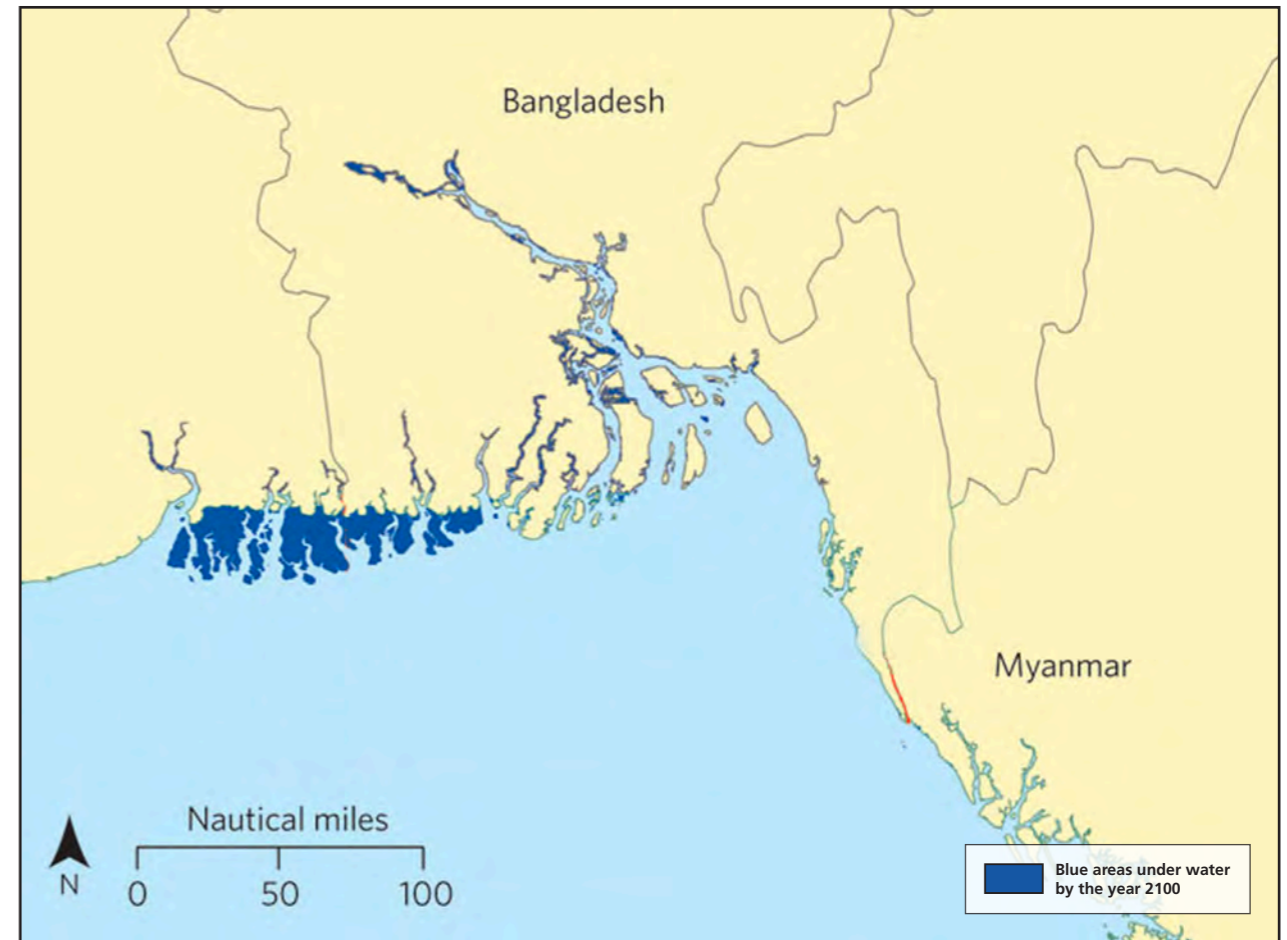 Bangladesh
Myanmar
Nautical miles
N
0 50 100
Blue areas under water
by the year 2100